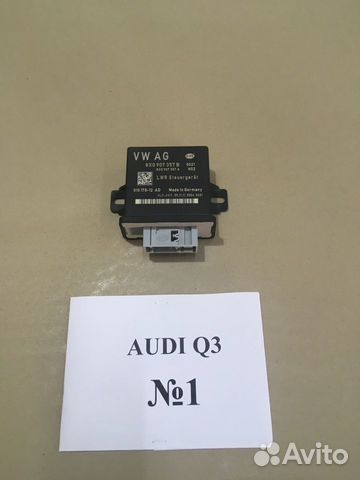 VW AG
8X0 907 357 B
LWR Steuergerät
Made in Germany
AUDI Q3
№1
Avito